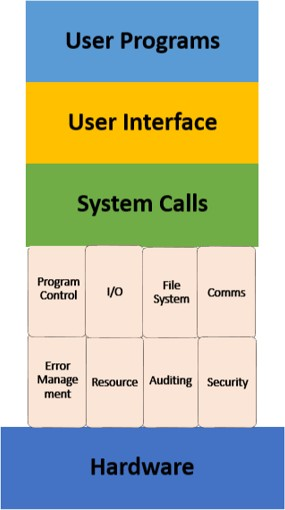 User Programs
User Interface
System Calls
Program
Control
I/O
File
System
Comms
Error
Manage
ment
Resource
Auditing
Security
Hardware